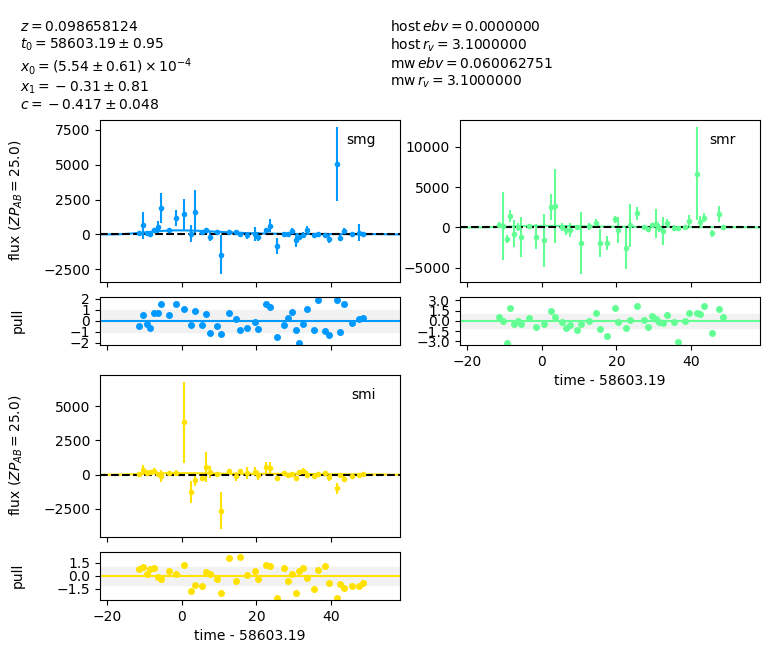 z = 0.098658124
t₀ = 58603.19 ± 0.95
x₀ = (5.54 ± 0.61) × 10⁻⁴
x₁ = −0.31 ± 0.81
c = −0.417 ± 0.048
host ebv = 0.0000000
host r_v = 3.1000000
mw ebv = 0.060062751
mw r_v = 3.1000000
flux (ZP_AB = 25.0)
7500
5000
2500
0
−2500
smg
10000
5000
0
−5000
smr
pull
2
1
0
−1
−2
3.0
1.5
0.0
−1.5
−3.0
−20
0
20
40
time - 58603.19
flux (ZP_AB = 25.0)
5000
2500
0
−2500
smi
pull
1.5
0.0
−1.5
−20
0
20
40
time - 58603.19